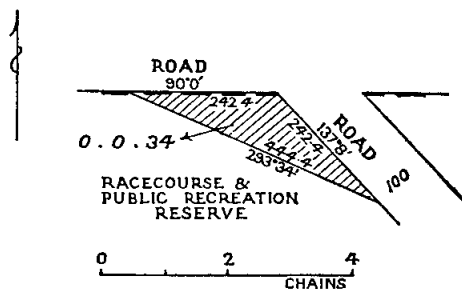 ROAD
90°0'
242·4
0.0.34
242·4
137°8'
ROAD
444·4
293°34'
100
RACECOURSE &
PUBLIC RECREATION
RESERVE
0 2 4
CHAINS